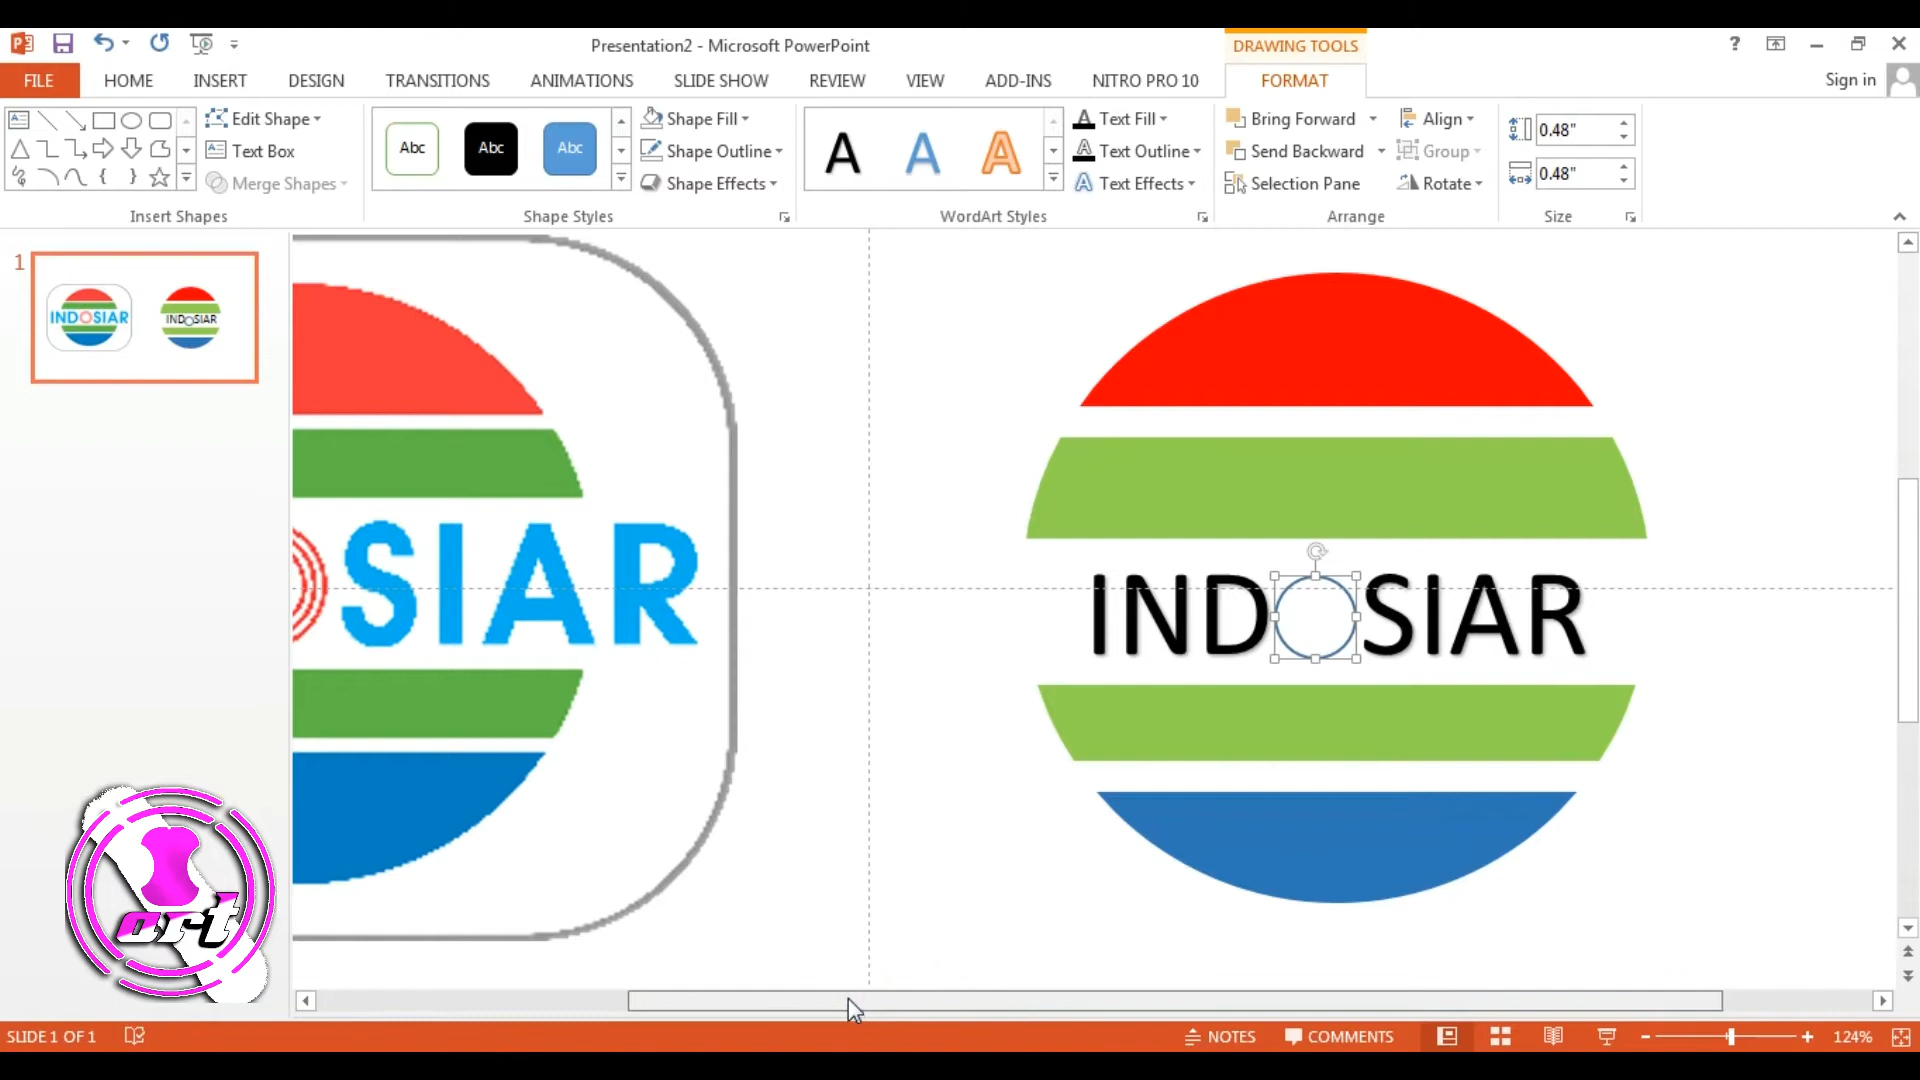 Presentation2 - Microsoft PowerPoint
DRAWING TOOLS
?
FILE
HOME
INSERT
DESIGN
TRANSITIONS
ANIMATIONS
SLIDE SHOW
REVIEW
VIEW
ADD-INS
NITRO PRO 10
FORMAT
Sign in
Edit Shape
Text Box
Merge Shapes
Insert Shapes
Abc
Abc
Abc
Shape Fill
Shape Outline
Shape Effects
Shape Styles
A
A
A
Text Fill
Text Outline
Text Effects
WordArt Styles
Bring Forward
Send Backward
Selection Pane
Align
Group
Rotate
Arrange
0.48"
0.48"
Size
1
INDOSIAR
INDOSIAR
SIAR
INDOSIAR
art
SLIDE 1 OF 1
NOTES
COMMENTS
124%